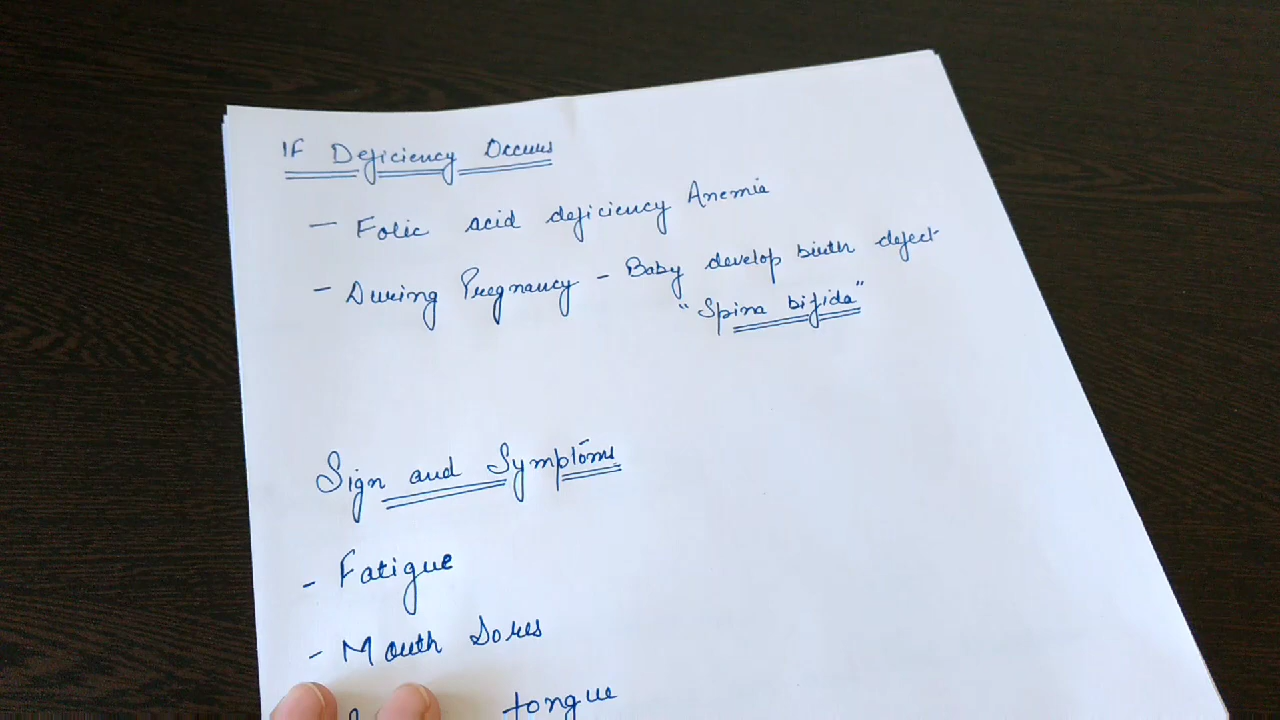 IF Deficiency Occurs
- Folic acid deficiency Anemia
- During Pregnancy - Baby develop birth defect
"Spina bifida"
Sign and Symptoms
- Fatigue
- Mouth Sores
tongue